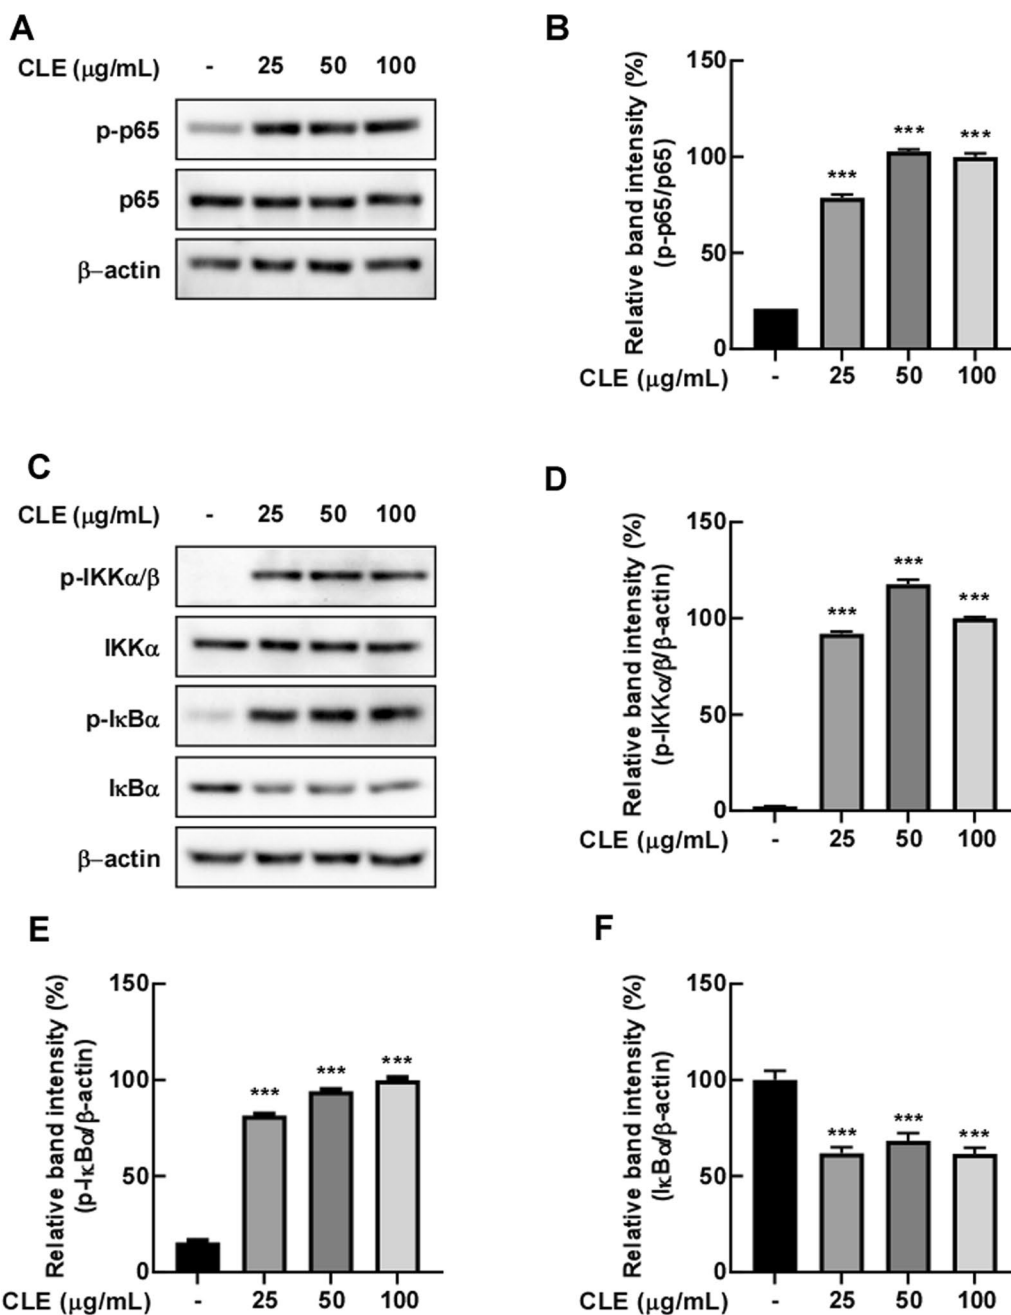 A
CLE (μg/mL) - 25 50 100
p-p65
p65
β–actin
B
Relative band intensity (%)
(p-p65/p65)
150
100
50
0
***
***
***
CLE (μg/mL) - 25 50 100
C
CLE (μg/mL) - 25 50 100
p-IKKα/β
IKKα
p-IκBα
IκBα
β–actin
D
Relative band intensity (%)
(p-IKKα/β/β-actin)
150
100
50
0
***
***
***
CLE (μg/mL) - 25 50 100
E
Relative band intensity (%)
(p-IκBα/β-actin)
150
100
50
0
***
***
***
CLE (μg/mL) - 25 50 100
F
Relative band intensity (%)
(IκBα/β-actin)
150
100
50
0
***
***
***
CLE (μg/mL) - 25 50 100